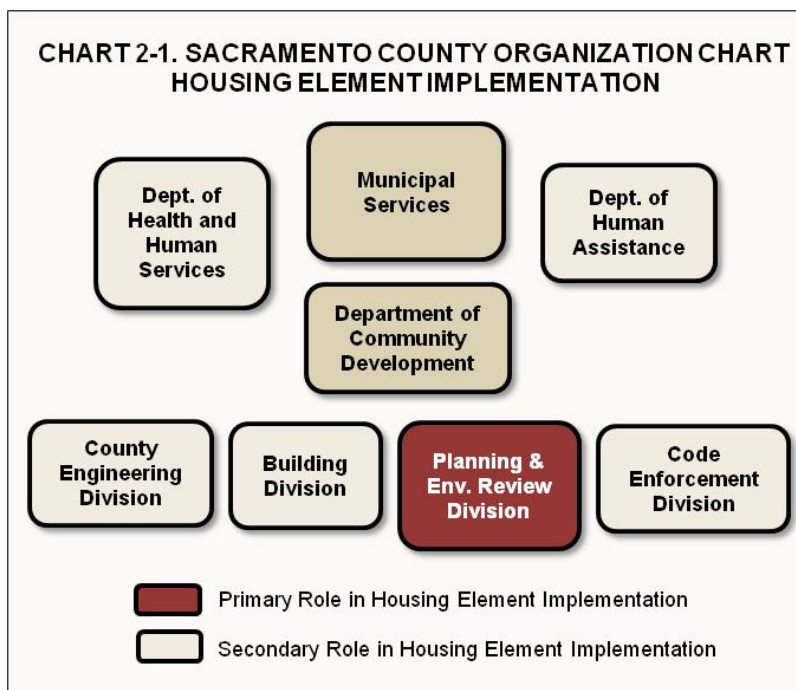 CHART 2-1. SACRAMENTO COUNTY ORGANIZATION CHART
HOUSING ELEMENT IMPLEMENTATION
Dept. of
Health and
Human
Services
Municipal
Services
Dept. of
Human
Assistance
Department of
Community
Development
County
Engineering
Division
Building
Division
Planning &
Env. Review
Division
Code
Enforcement
Division
Primary Role in Housing Element Implementation
Secondary Role in Housing Element Implementation